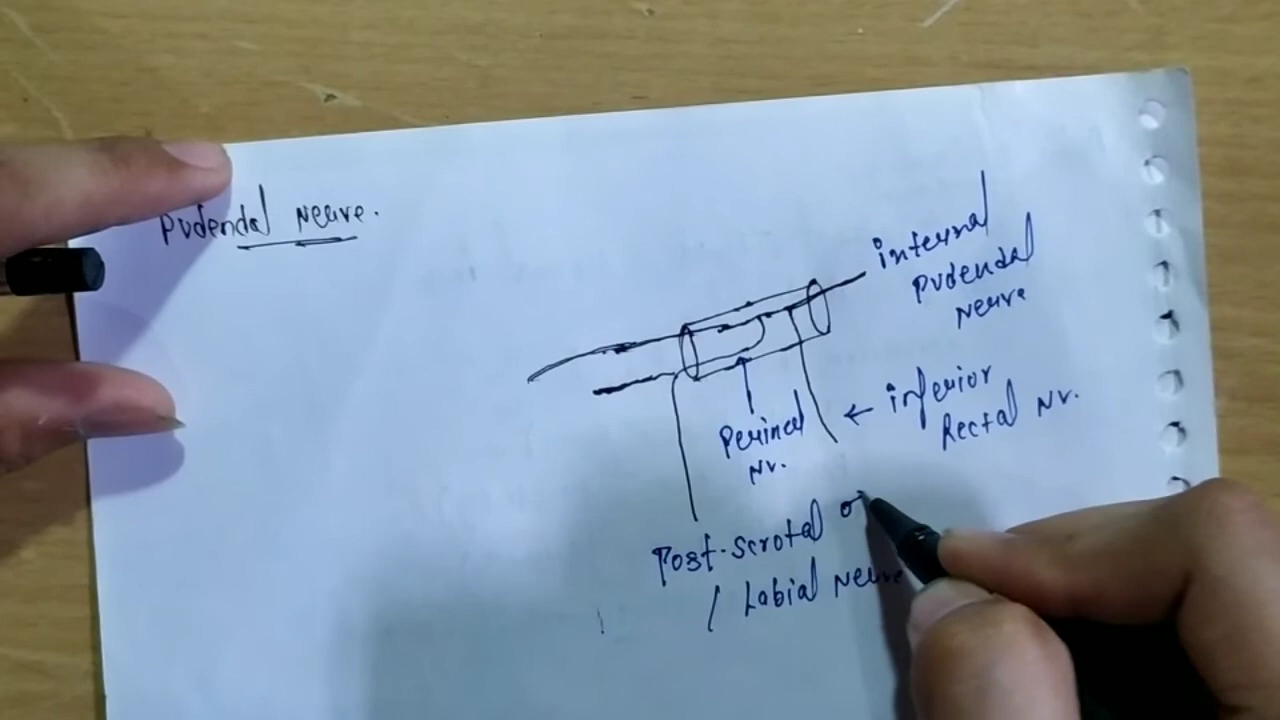 Pudendal Nerve.
internal
Pudendal
Nerve
← inferior
Rectal Nv.
Perineal
Nv.
Post-scrotal or
/ Labial Nerve